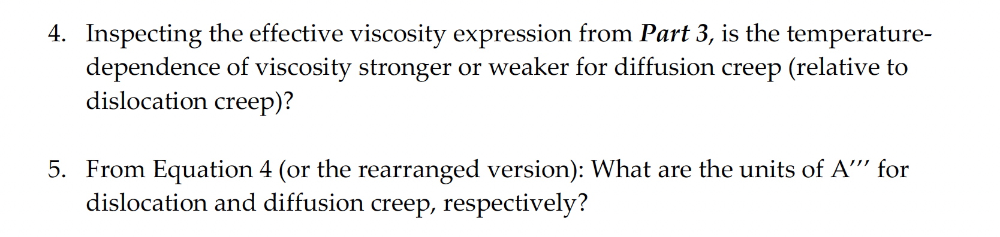 4. Inspecting the effective viscosity expression from Part 3, is the temperature-
dependence of viscosity stronger or weaker for diffusion creep (relative to
dislocation creep)?
5. From Equation 4 (or the rearranged version): What are the units of A′′′ for
dislocation and diffusion creep, respectively?